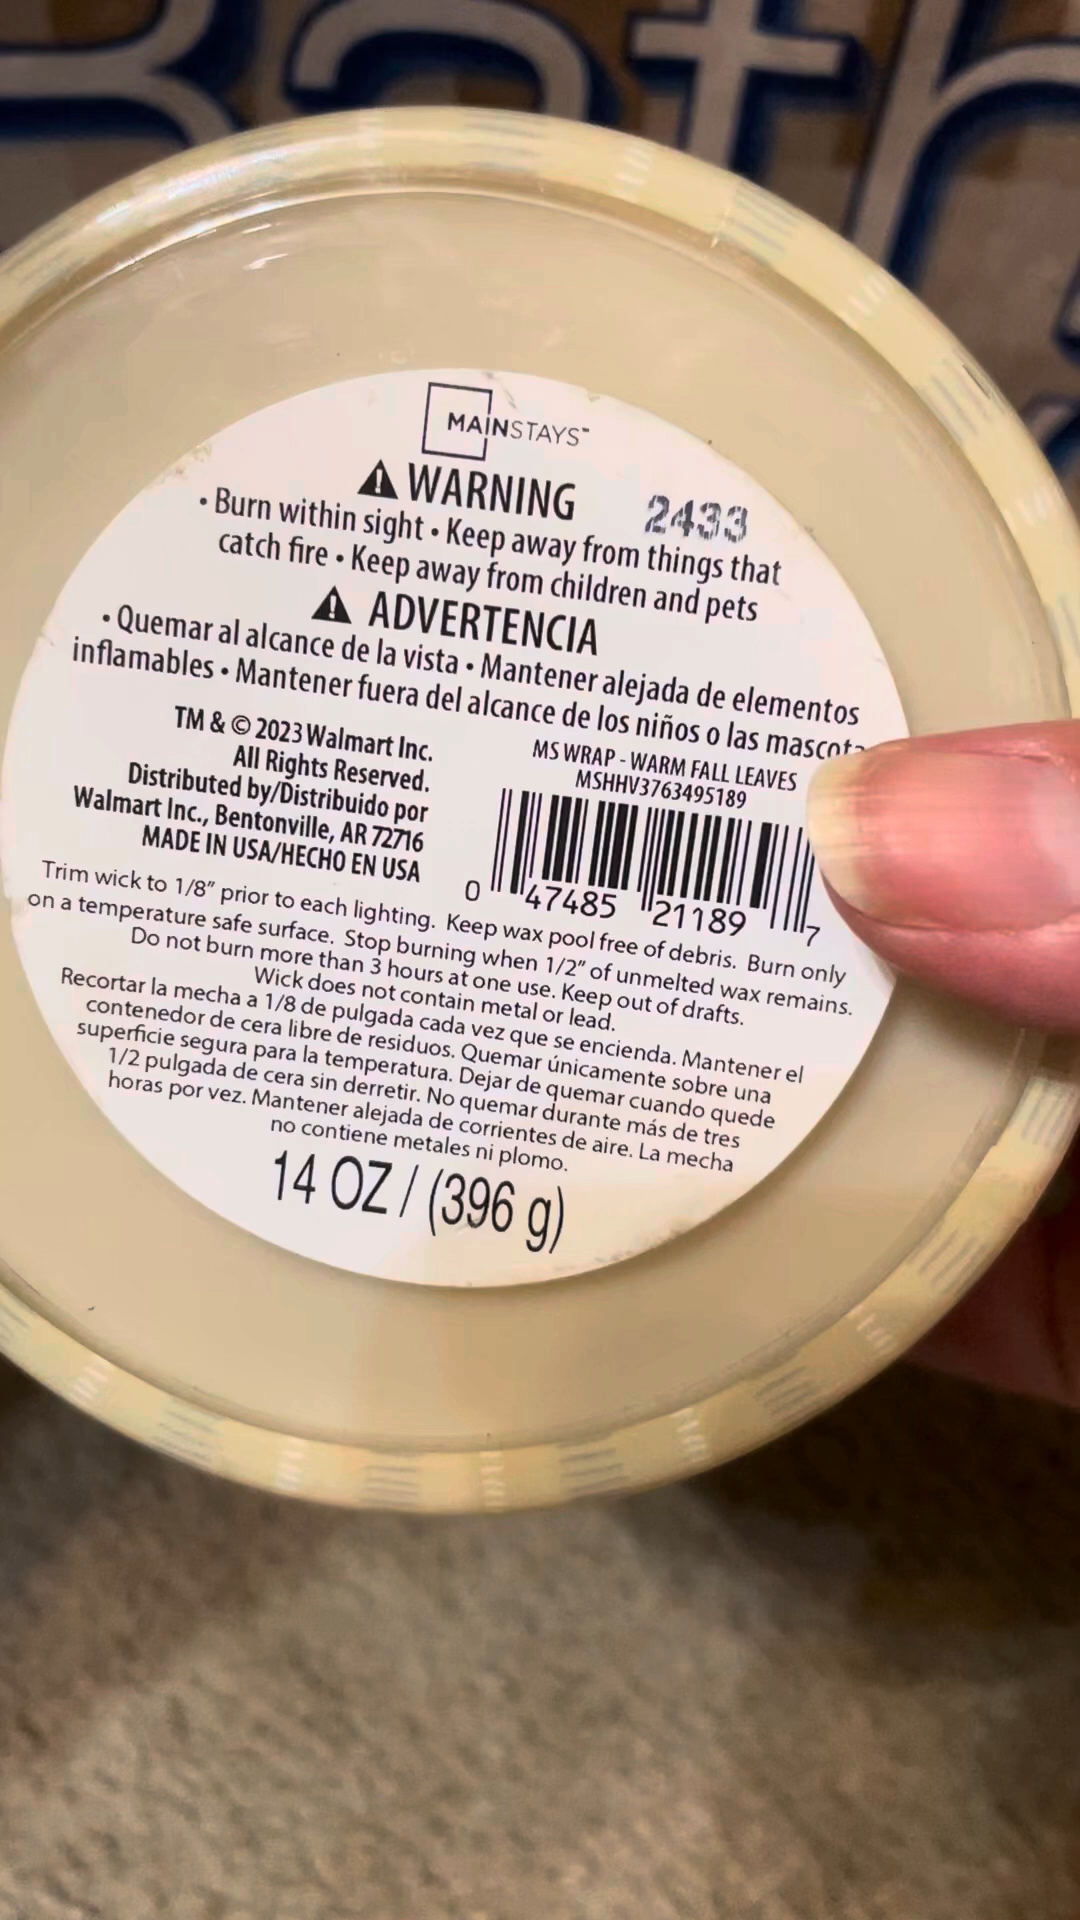 Bath
MAINSTAYS™
WARNING 2433
• Burn within sight • Keep away from things that
catch fire • Keep away from children and pets
ADVERTENCIA
• Quemar al alcance de la vista • Mantener alejada de elementos
inflamables • Mantener fuera del alcance de los niños o las
TM & © 2023 Walmart Inc.
All Rights Reserved.
Distributed by/Distribuido por
Walmart Inc., Bentonville, AR 72716
MADE IN USA/HECHO EN USA
MS WRAP - WARM FALL LEAVES
MSHHV3763495189
0 47485 21189 7
Trim wick to 1/8” prior to each lighting. Keep wax pool free of debris. Burn only
on a temperature safe surface. Stop burning when 1/2” of unmelted wax remains.
Do not burn more than 3 hours at one use. Keep out of drafts.
Wick does not contain metal or lead.
Recortar la mecha a 1/8 de pulgada cada vez que se encienda. Mantener el
contenedor de cera libre de residuos. Quemar únicamente sobre una
superficie segura para la temperatura. Dejar de quemar cuando quede
1/2 pulgada de cera sin derretir. No quemar durante más de tres
horas por vez. Mantener alejada de corrientes de aire. La mecha
no contiene metales ni plomo.
14 OZ / (396 g)